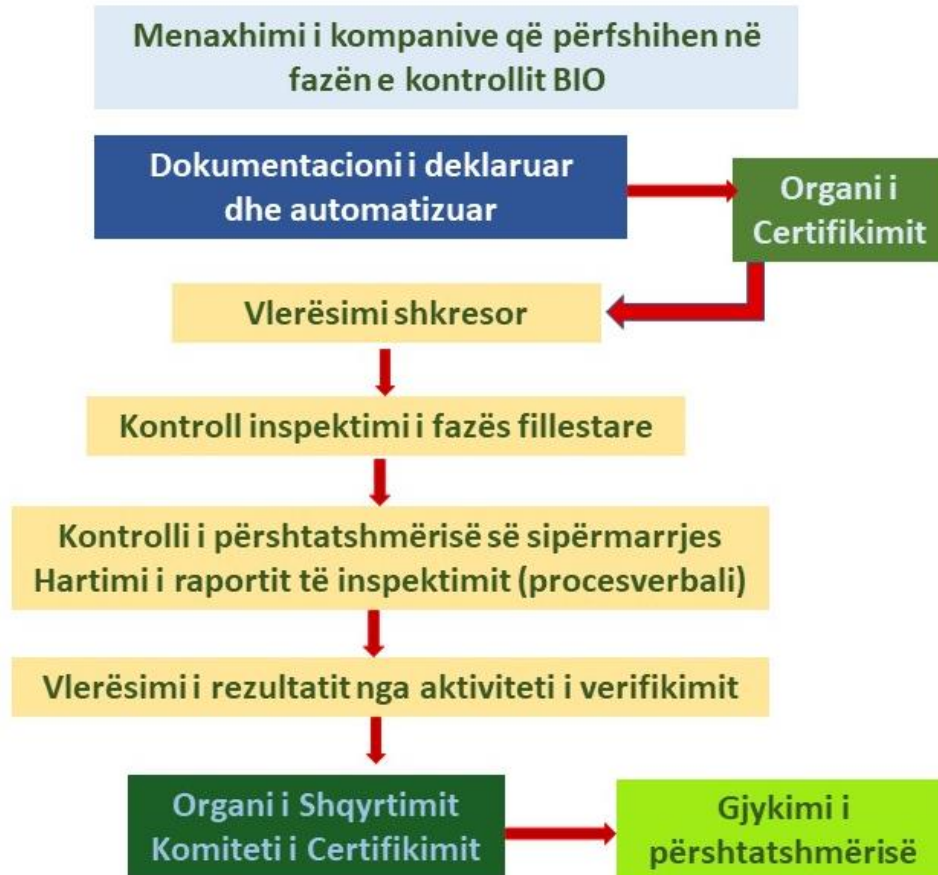 Menaxhimi i kompanive që përfshihen në
fazën e kontrollit BIO
Dokumentacioni i deklaruar
dhe automatizuar
Organi i
Certifikimit
Vlerësimi shkresor
Kontroll inspektimi i fazës fillestare
Kontrolli i përshtatshmërisë së sipërmarrjes
Hartimi i raportit të inspektimit (procesverbali)
Vlerësimi i rezultatit nga aktiviteti i verifikimit
Organi i Shqyrtimit
Komiteti i Certifikimit
Gjykimi i
përshtatshmërisë